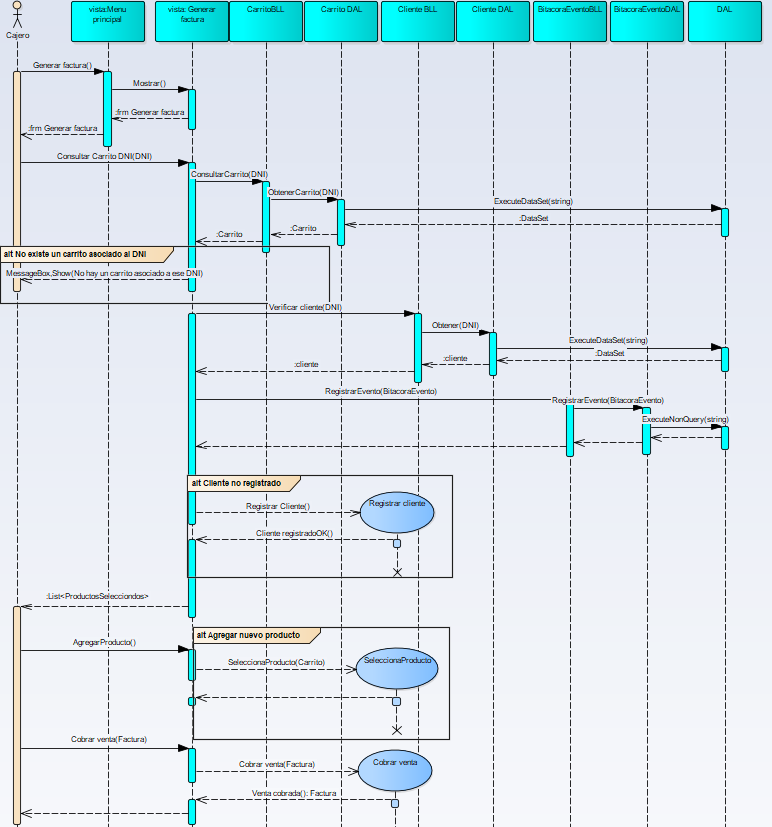 vista:Menu principal
vista: Generar factura
CarritoBLL
Carrito DAL
Cliente BLL
Cliente DAL
BitacoraEventoBLL
BitacoraEventoDAL
DAL
Cajero
Generar factura()
Mostrar()
:frm Generar factura
:frm Generar factura
Consultar Carrito DNI(DNI)
ConsultarCarrito(DNI)
ObtenerCarrito(DNI)
ExecuteDataSet(string)
:DataSet
:Carrito
:Carrito
alt No existe un carrito asociado al DNI
MessageBox.Show(No hay un carrito asociado a ese DNI)
Verificar cliente(DNI)
Obtener(DNI)
ExecuteDataSet(string)
:DataSet
:cliente
:cliente
RegistrarEvento(BitacoraEvento)
RegistrarEvento(BitacoraEvento)
ExecuteNonQuery(string)
alt Cliente no registrado
Registrar cliente
Registrar Cliente()
Cliente registradoOK()
:List<ProductosSelecciondos>
alt Agregar nuevo producto
AgregarProducto()
SeleccionaProducto
SeleccionaProducto(Carrito)
Cobrar venta(Factura)
Cobrar venta
Cobrar venta(Factura)
Venta cobrada(): Factura